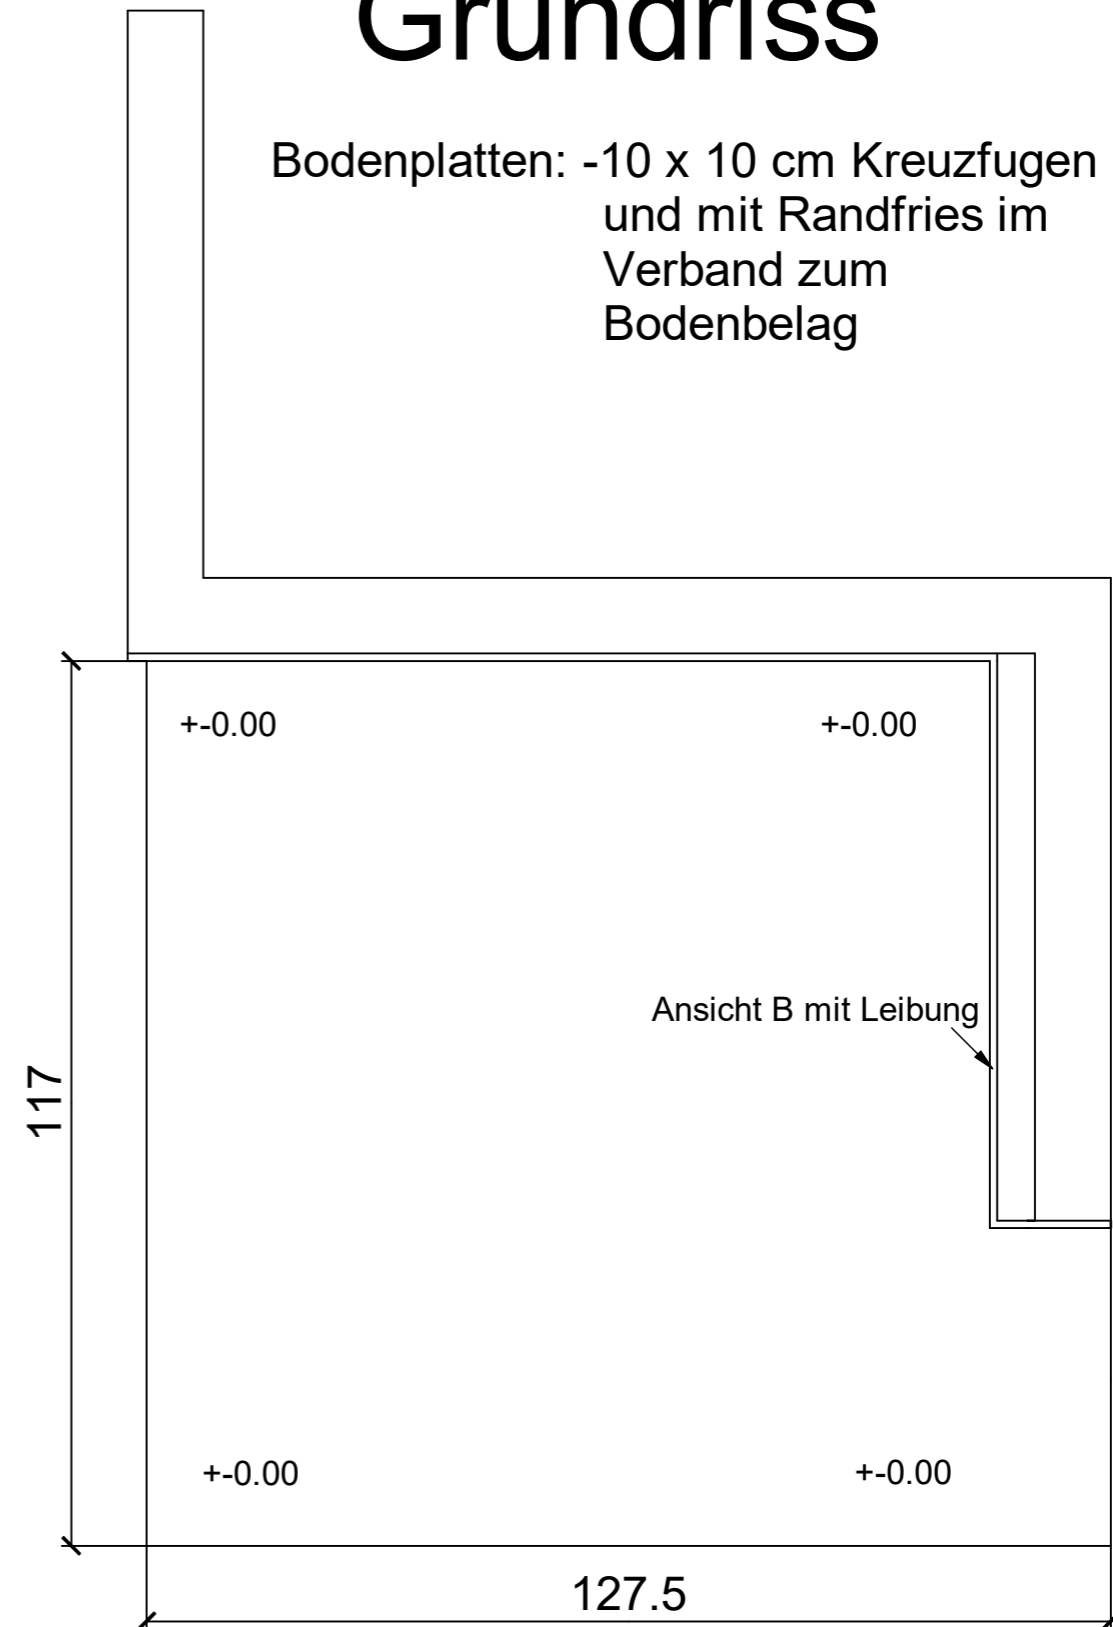 Grundriss
Bodenplatten: -10 x 10 cm Kreuzfugen
und mit Randfries im
Verband zum
Bodenbelag
+-0.00
+-0.00
Ansicht B mit Leibung
117
+-0.00
+-0.00
127.5